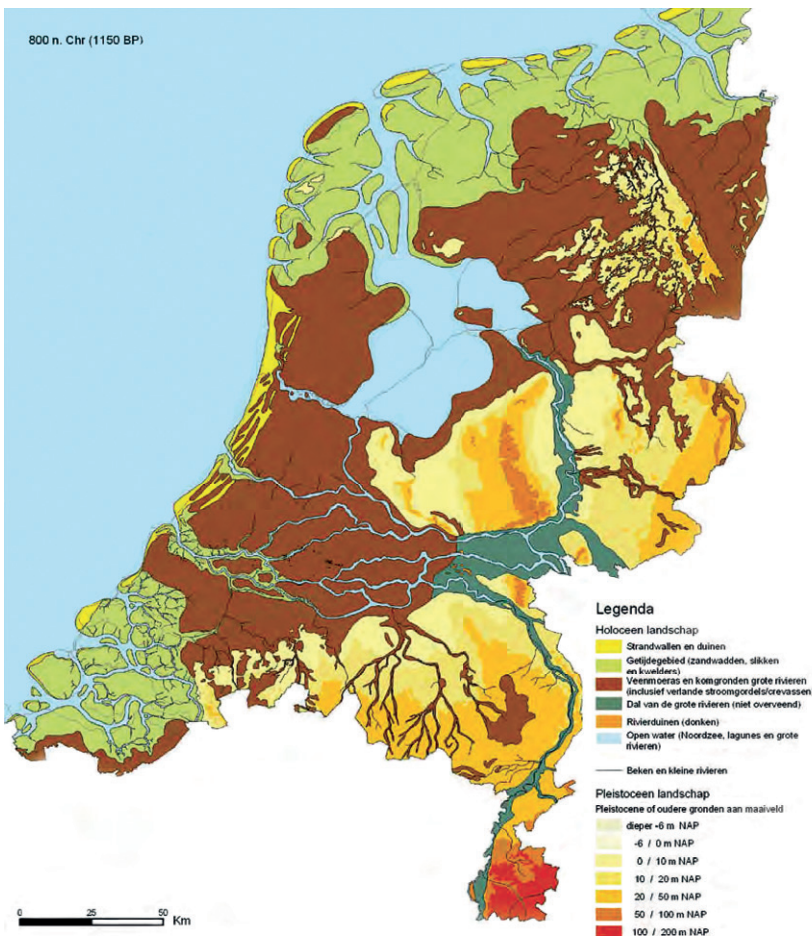 800 n. Chr (1150 BP)
Legenda
Holoceen landschap
Strandwallen en duinen
Getijdegebied (zandwadden, slikken
en kwelders)
Veenmoeras en komgronden grote rivieren
(inclusief verlande stroomgordels/crevassen
Dal van de grote rivieren (niet overveend)
Rivierduinen (donken)
Open water (Noordzee, lagunes en grote
rivieren)
Beken en kleine rivieren
Pleistoceen landschap
Pleistocene of oudere gronden aan maaiveld
dieper -6 m NAP
-6 / 0 m NAP
0 / 10 m NAP
10 / 20 m NAP
20 / 50 m NAP
50 / 100 m NAP
100 / 200 m NAP
0 25 50
Km